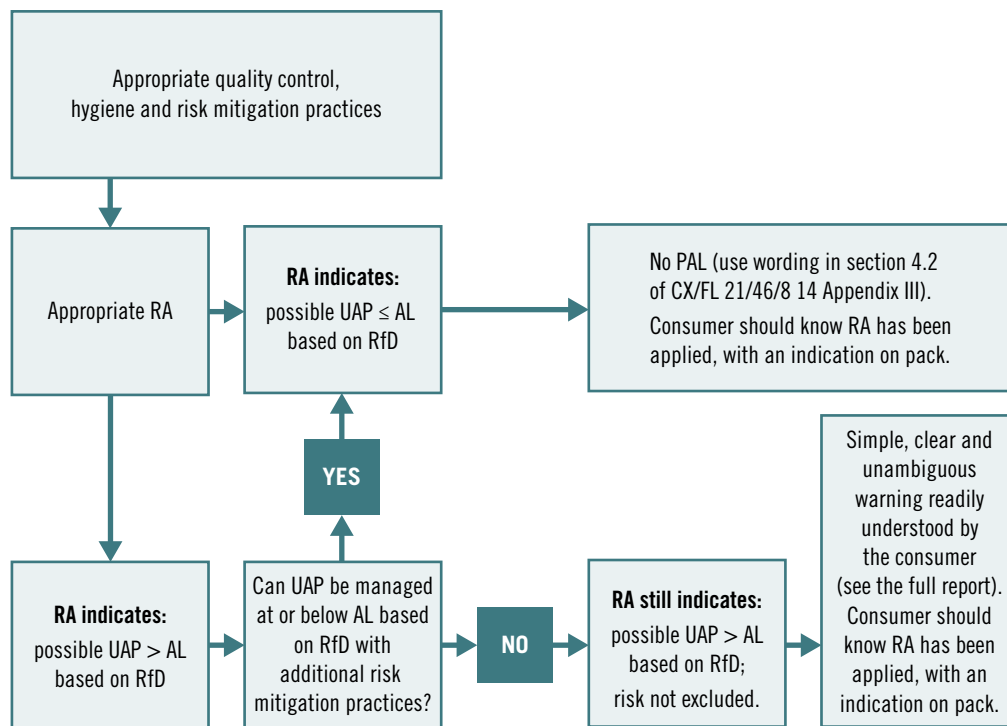 Appropriate quality control,
hygiene and risk mitigation practices
Appropriate RA
RA indicates:
possible UAP ≤ AL
based on RfD
No PAL (use wording in section 4.2
of CX/FL 21/46/8 14 Appendix III).
Consumer should know RA has been
applied, with an indication on pack.
YES
RA indicates:
possible UAP > AL
based on RfD
Can UAP be managed
at or below AL based
on RfD with
additional risk
mitigation practices?
NO
RA still indicates:
possible UAP > AL
based on RfD;
risk not excluded.
Simple, clear and
unambiguous
warning readily
understood by
the consumer
(see the full report).
Consumer should
know RA has been
applied, with an
indication on pack.